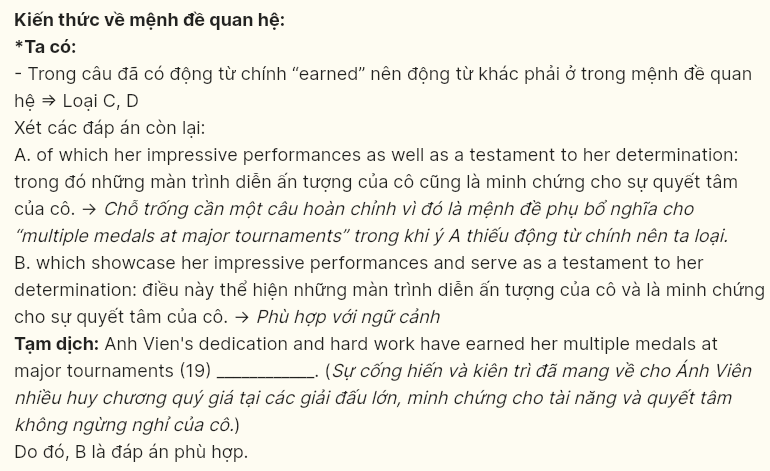 Kiến thức về mệnh đề quan hệ:
*Ta có:
- Trong câu đã có động từ chính “earned” nên động từ khác phải ở trong mệnh đề quan
hệ ⇒ Loại C, D
Xét các đáp án còn lại:
A. of which her impressive performances as well as a testament to her determination:
trong đó những màn trình diễn ấn tượng của cô cũng là minh chứng cho sự quyết tâm
của cô. → Chỗ trống cần một câu hoàn chỉnh vì đó là mệnh đề phụ bổ nghĩa cho
“multiple medals at major tournaments” trong khi ý A thiếu động từ chính nên ta loại.
B. which showcase her impressive performances and serve as a testament to her
determination: điều này thể hiện những màn trình diễn ấn tượng của cô và là minh chứng
cho sự quyết tâm của cô. → Phù hợp với ngữ cảnh
Tạm dịch: Anh Vien's dedication and hard work have earned her multiple medals at
major tournaments (19) ____________. (Sự cống hiến và kiên trì đã mang về cho Ánh Viên
nhiều huy chương quý giá tại các giải đấu lớn, minh chứng cho tài năng và quyết tâm
không ngừng nghỉ của cô.)
Do đó, B là đáp án phù hợp.